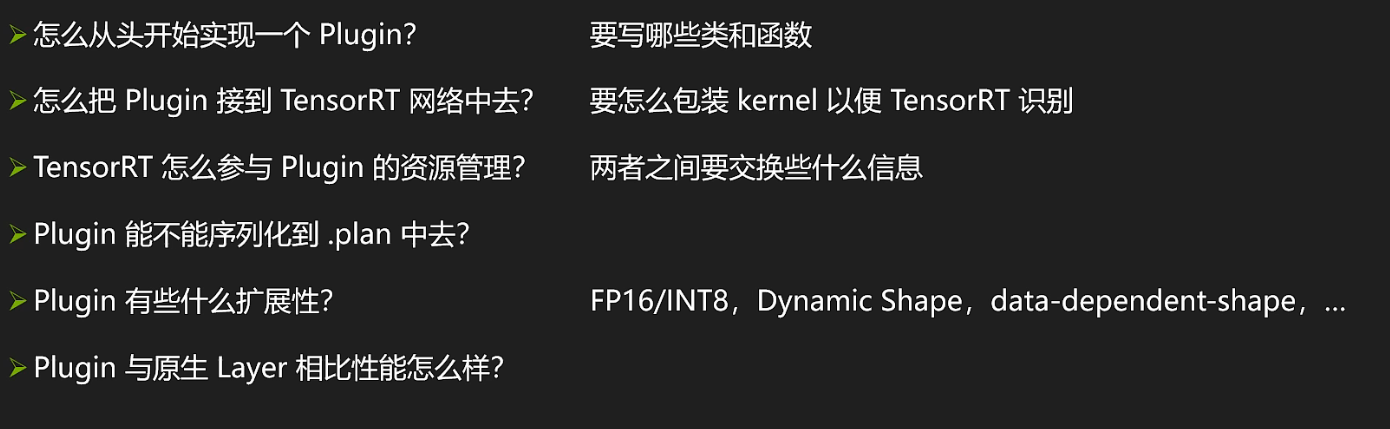 怎么从头开始实现一个 Plugin? 要写哪些类和函数
怎么把 Plugin 接到 TensorRT 网络中去? 要怎么包装 kernel 以便 TensorRT 识别
TensorRT 怎么参与 Plugin 的资源管理? 两者之间要交换些什么信息
Plugin 能不能序列化到 .plan 中去?
Plugin 有些什么扩展性? FP16/INT8，Dynamic Shape，data-dependent-shape，...
Plugin 与原生 Layer 相比性能怎么样?